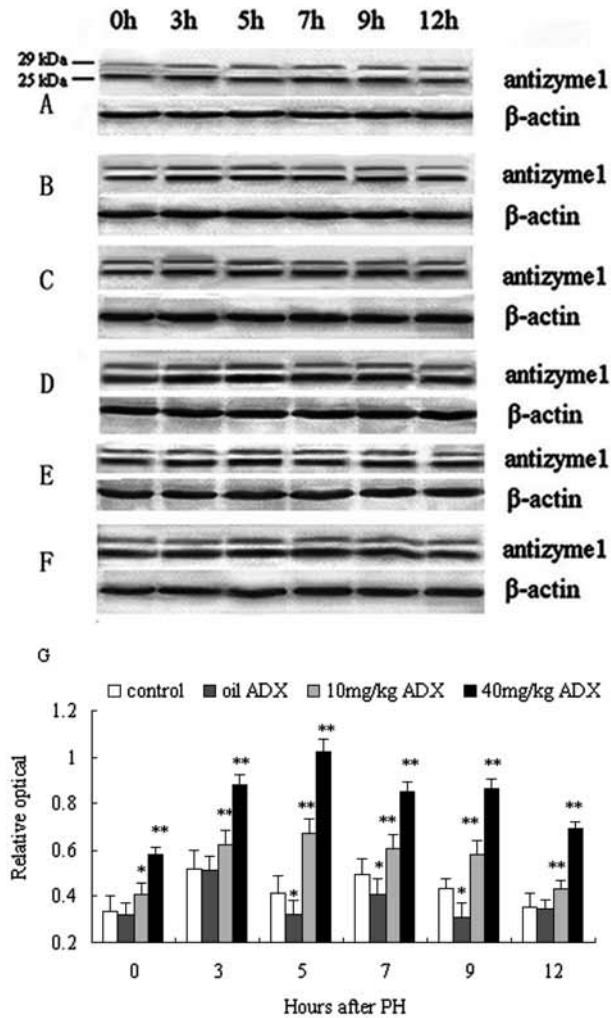 0h 3h 5h 7h 9h 12h
29 kDa
25 kDa
antizyme1
A
β-actin
B
antizyme1
β-actin
C
antizyme1
β-actin
D
antizyme1
β-actin
E
antizyme1
β-actin
F
antizyme1
β-actin
G
control oil ADX 10mg/kg ADX 40mg/kg ADX
1.2
1
0.8
0.6
0.4
0.2
Relative optical
* ** ** * ** ** * ** ** * ** ** * ** ** ** **
0 3 5 7 9 12
Hours after PH